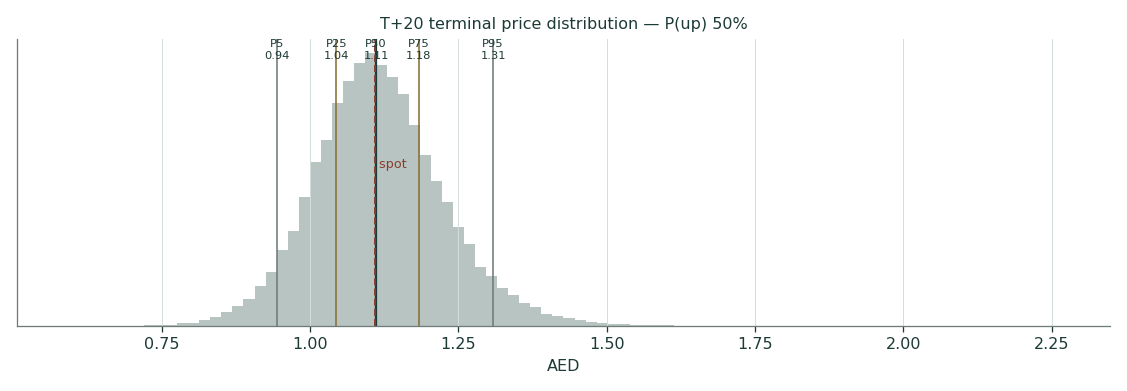 T+20 terminal price distribution — P(up) 50%
P5 P25 P50 P75 P95
0.94 1.04 1.11 1.18 1.31
spot
0.75 1.00 1.25 1.50 1.75 2.00 2.25
AED